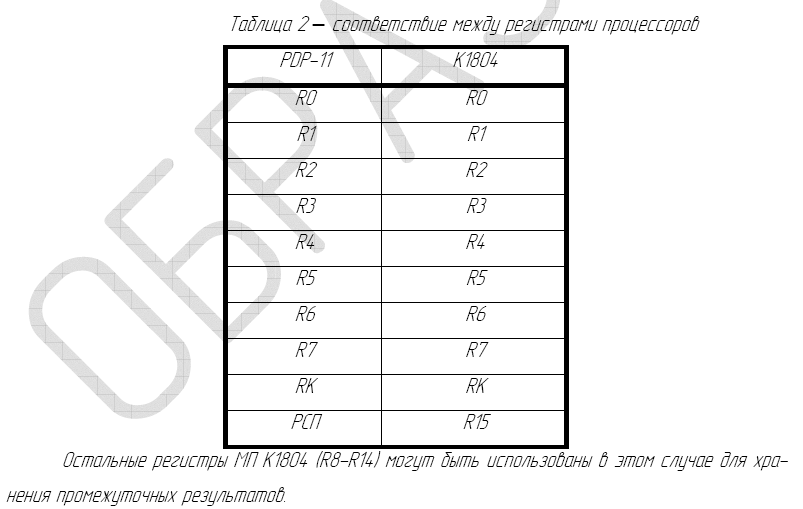 Таблица 2 – соответствие между регистрами процессоров
PDP-11 K1804
R0 R0
R1 R1
R2 R2
R3 R3
R4 R4
R5 R5
R6 R6
R7 R7
RK RK
РСП R15
Остальные регистры МП К1804 (R8-R14) могут быть использованы в этом случае для хра-
нения промежуточных результатов.
ОБРАЗ